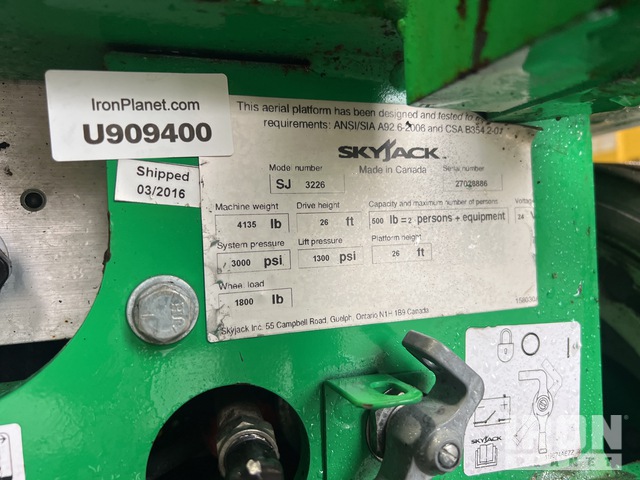 IronPlanet.com
U909400
Shipped
03/2016
This aerial platform has been designed and tested to
requirements: ANSI/SIA A92.6-2006 and CSA B354.2-01
SKYJACK
Made in Canada
Model number
SJ 3226
Serial number
27028886
Machine weight
4135 lb
Drive height
26 ft
Capacity and maximum number of persons
500 lb = 2 persons + equipment
24
System pressure
3000 psi
Lift pressure
1300 psi
Platform height
26 ft
Wheel load
1800 lb
Skyjack Inc. 55 Campbell Road, Guelph, Ontario N1H 1B9 Canada
SKYJACK
IRON
PLANET